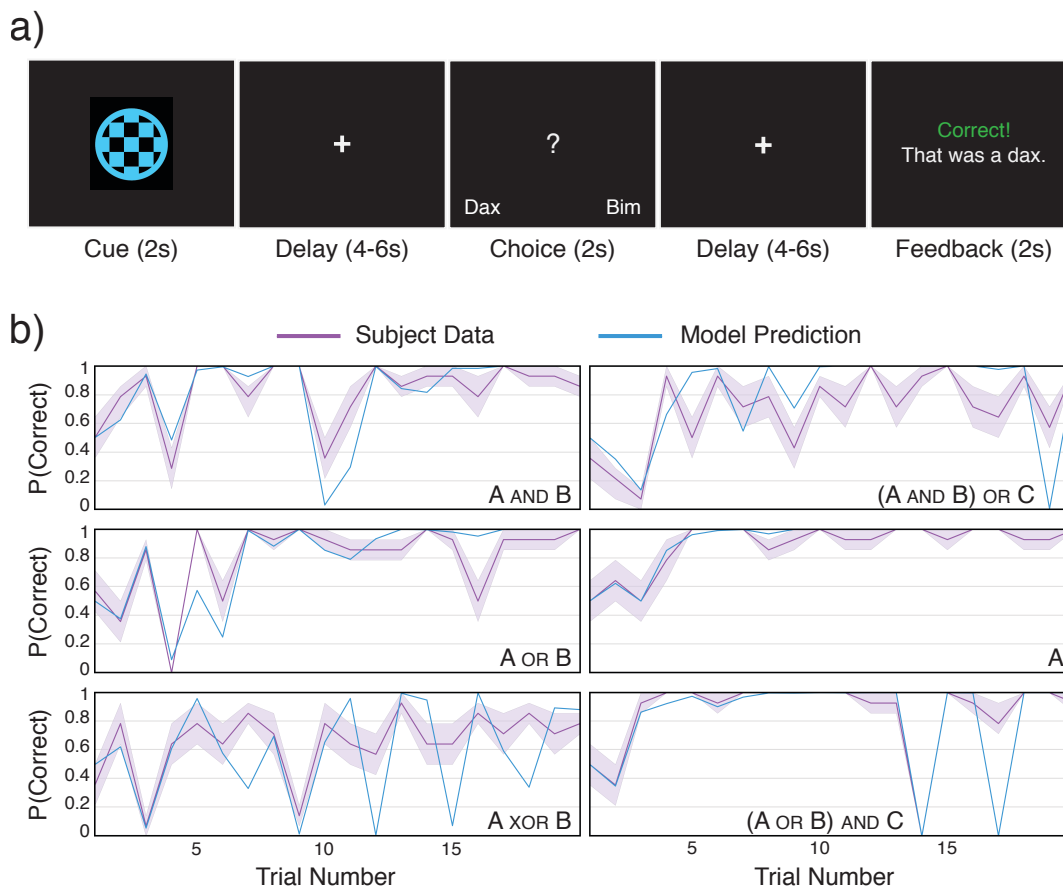 a)
?
Dax Bim
Correct!
That was a dax.
Cue (2s) Delay (4-6s) Choice (2s) Delay (4-6s) Feedback (2s)
b)
Subject Data Model Prediction
P(Correct)
1
0.8
0.6
0.4
0.2
0
A AND B
(A AND B) OR C
P(Correct)
1
0.8
0.6
0.4
0.2
0
A OR B
A
P(Correct)
1
0.8
0.6
0.4
0.2
0
A XOR B
(A OR B) AND C
5 10 15 5 10 15
Trial Number Trial Number